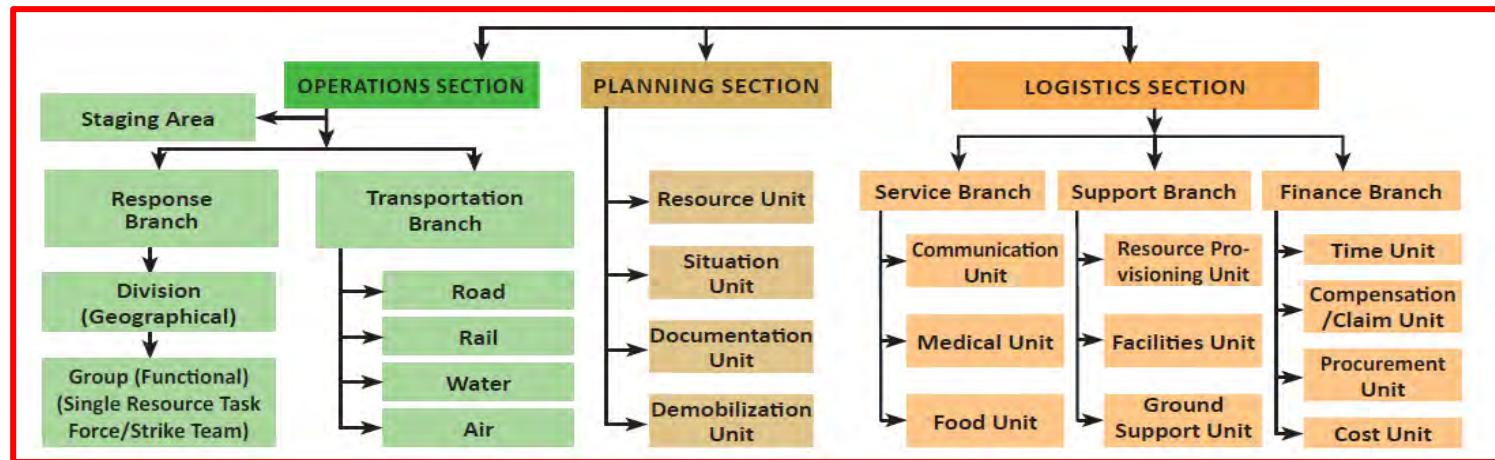 OPERATIONS SECTION
PLANNING SECTION
LOGISTICS SECTION
Staging Area
Response
Branch
Division
(Geographical)
Group (Functional)
(Single Resource Task
Force/Strike Team)
Transportation
Branch
Road
Rail
Water
Air
Resource Unit
Situation
Unit
Documentation
Unit
Demobilization
Unit
Service Branch
Communication
Unit
Medical Unit
Food Unit
Support Branch
Resource Pro-
visioning Unit
Facilities Unit
Ground
Support Unit
Finance Branch
Time Unit
Compensation
/Claim Unit
Procurement
Unit
Cost Unit